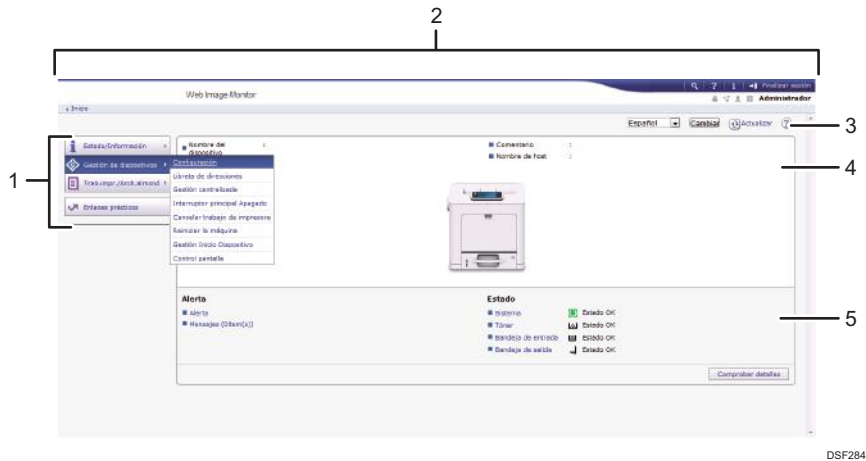 2
Finalizar sesión
Web Image Monitor
Administrador
Inicio
Español Cambiar Actualizar
3
1
Estado/Información
Gestión de dispositivos
Trab.impr./Arch.almcnd
Enlaces prácticos
Nombre del dispositivo :
Configuración
Libreta de direcciones
Gestión centralizada
Interruptor principal Apagado
Cancelar trabajo de impresora
Reiniciar la máquina
Gestión Inicio Dispositivo
Control pantalla
Comentario :
Nombre de host :
4
Alerta
Alerta
Mensajes (2Item(s))
Estado
Sistema Estado OK
Tóner Estado OK
Bandeja de entrada Estado OK
Bandeja de salida Estado OK
5
Comprobar detalles
DSF284